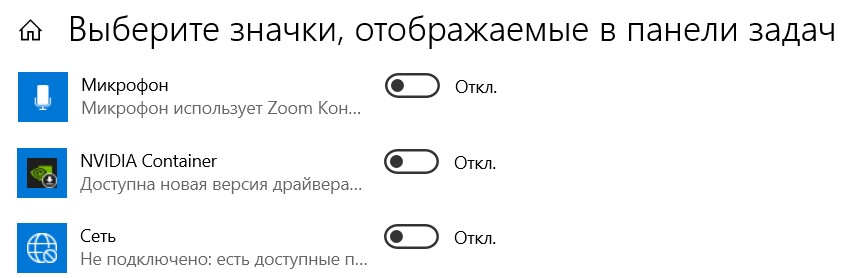 Выберите значки, отображаемые в панели задач
Микрофон
Откл.
Микрофон использует Zoom Кон...
NVIDIA Container
Откл.
Доступна новая версия драйвера...
Сеть
Откл.
Не подключено: есть доступные п...